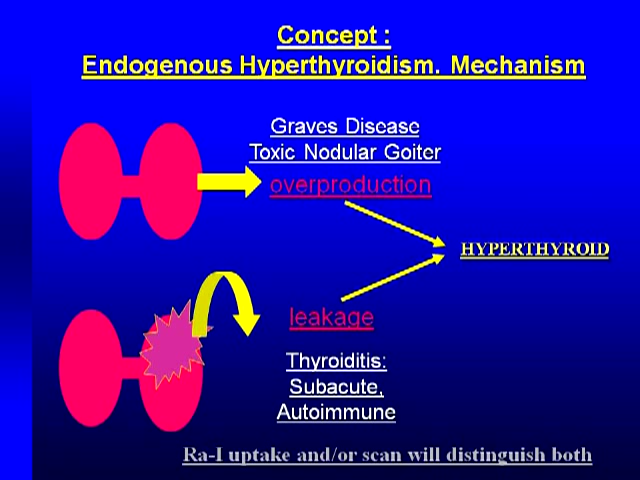 Concept :
Endogenous Hyperthyroidism. Mechanism
Graves Disease
Toxic Nodular Goiter
overproduction
HYPERTHYROID
leakage
Thyroiditis:
Subacute,
Autoimmune
Ra-I uptake and/or scan will distinguish both